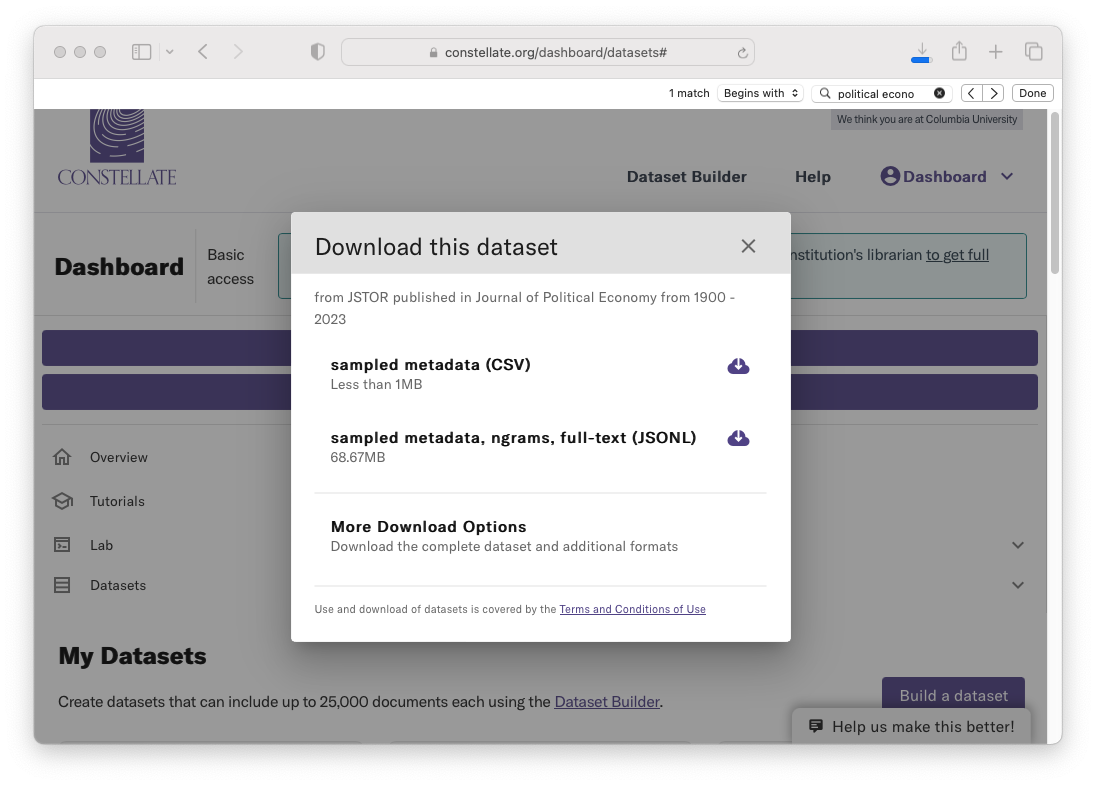 constellate.org/dashboard/datasets#
1 match Begins with political econo Done
We think you are at Columbia University
CONSTELLATE
Dataset Builder Help Dashboard
Dashboard
Basic access
nstitution's librarian to get full
Download this dataset
from JSTOR published in Journal of Political Economy from 1900 -
2023
sampled metadata (CSV)
Less than 1MB
sampled metadata, ngrams, full-text (JSONL)
68.67MB
More Download Options
Download the complete dataset and additional formats
Use and download of datasets is covered by the Terms and Conditions of Use
Overview
Tutorials
Lab
Datasets
My Datasets
Create datasets that can include up to 25,000 documents each using the Dataset Builder.
Build a dataset
Help us make this better!